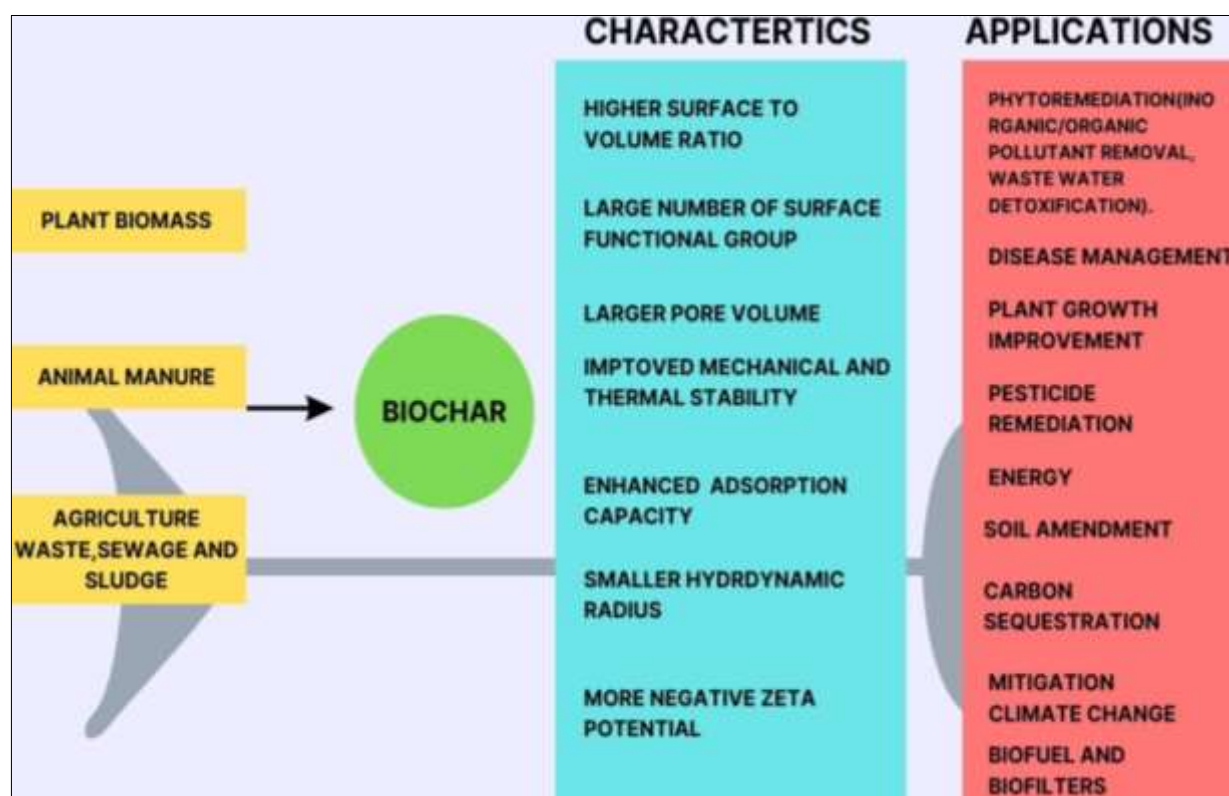 PLANT BIOMASS
ANIMAL MANURE
AGRICULTURE
WASTE,SEWAGE AND
SLUDGE
BIOCHAR
CHARACTERTICS
HIGHER SURFACE TO
VOLUME RATIO
LARGE NUMBER OF SURFACE
FUNCTIONAL GROUP
LARGER PORE VOLUME
IMPTOVED MECHANICAL AND
THERMAL STABILITY
ENHANCED ADSORPTION
CAPACITY
SMALLER HYDRDYNAMIC
RADIUS
MORE NEGATIVE ZETA
POTENTIAL
APPLICATIONS
PHYTOREMEDIATION(INO
RGANIC/ORGANIC
POLLUTANT REMOVAL,
WASTE WATER
DETOXIFICATION).
DISEASE MANAGEMENT
PLANT GROWTH
IMPROVEMENT
PESTICIDE
REMEDIATION
ENERGY
SOIL AMENDMENT
CARBON
SEQUESTRATION
MITIGATION
CLIMATE CHANGE
BIOFUEL AND
BIOFILTERS